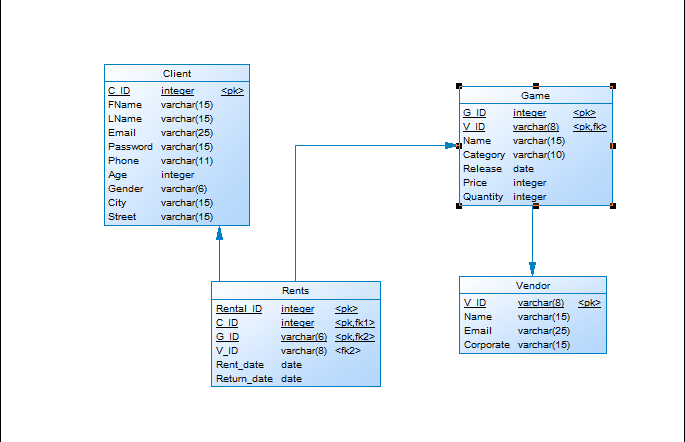 Client
C_ID integer <pk>
FName varchar(15)
LName varchar(15)
Email varchar(25)
Password varchar(15)
Phone varchar(11)
Age integer
Gender varchar(6)
City varchar(15)
Street varchar(15)
Game
G_ID integer <pk>
V_ID varchar(8) <pk,fk>
Name varchar(15)
Category varchar(10)
Release date
Price integer
Quantity integer
Rents
Rental_ID integer <pk>
C_ID integer <pk,fk1>
G_ID varchar(6) <pk,fk2>
V_ID varchar(8) <fk2>
Rent_date date
Return_date date
Vendor
V_ID varchar(8) <pk>
Name varchar(15)
Email varchar(25)
Corporate varchar(15)